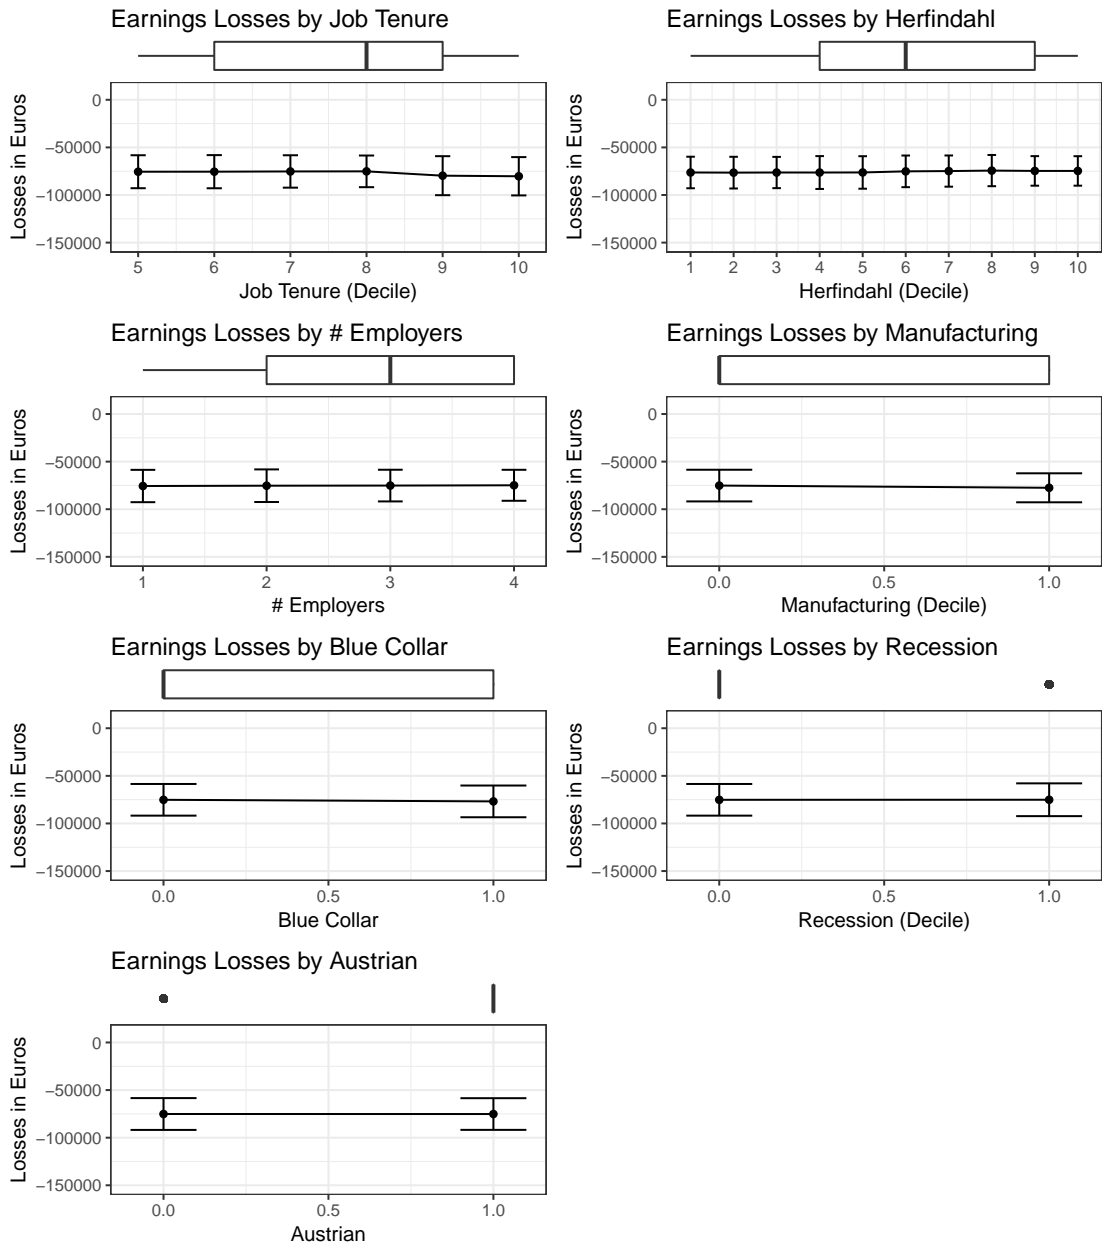 Earnings Losses by Job Tenure
Losses in Euros
0
−50000
−100000
−150000
5 6 7 8 9 10
Job Tenure (Decile)
Earnings Losses by Herfindahl
Losses in Euros
0
−50000
−100000
−150000
1 2 3 4 5 6 7 8 9 10
Herfindahl (Decile)
Earnings Losses by # Employers
Losses in Euros
0
−50000
−100000
−150000
1 2 3 4
# Employers
Earnings Losses by Manufacturing
Losses in Euros
0
−50000
−100000
−150000
0.0 0.5 1.0
Manufacturing (Decile)
Earnings Losses by Blue Collar
Losses in Euros
0
−50000
−100000
−150000
0.0 0.5 1.0
Blue Collar
Earnings Losses by Recession
Losses in Euros
0
−50000
−100000
−150000
0.0 0.5 1.0
Recession (Decile)
Earnings Losses by Austrian
Losses in Euros
0
−50000
−100000
−150000
0.0 0.5 1.0
Austrian